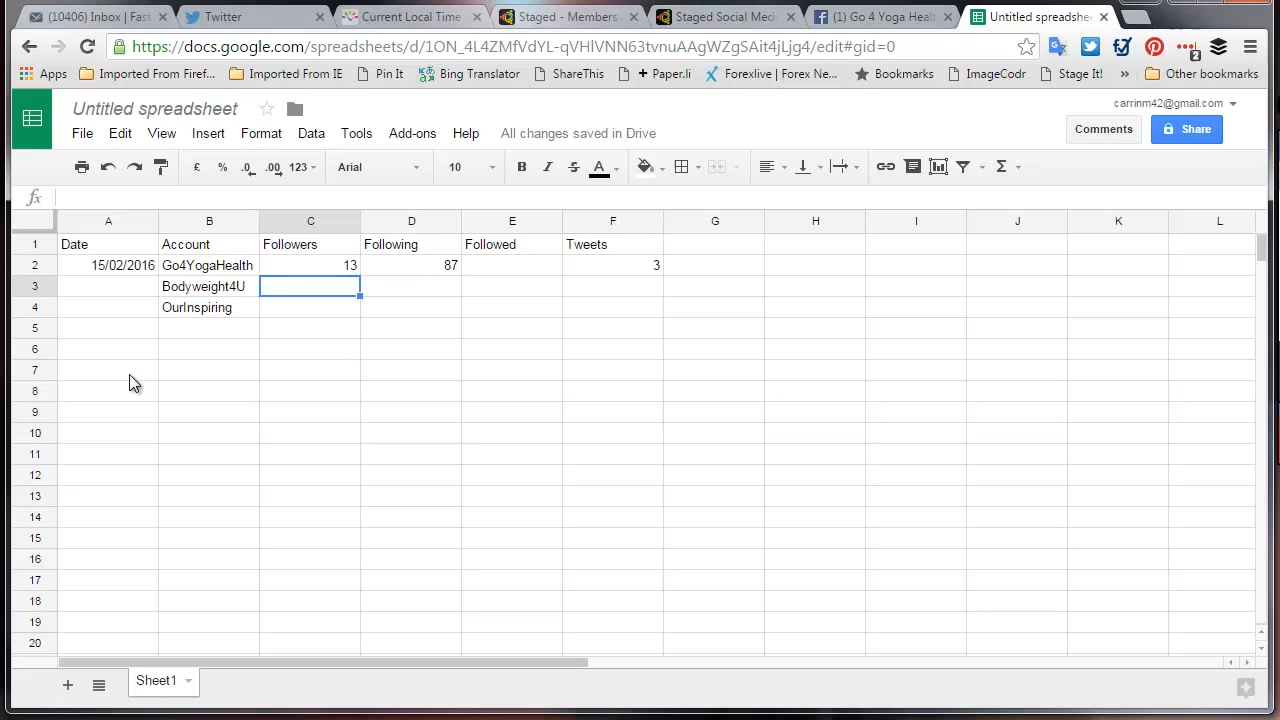 (10406) Inbox | Fast
Twitter
Current Local Time
Staged - Members
Staged Social Medi
(1) Go 4 Yoga Healt
Untitled spreadshe
https://docs.google.com/spreadsheets/d/1ON_4L4ZMfVdYE-qVHlVNN63tvnuAAgWZgSAit4jLjg4/edit#gid=0
2
Apps
Imported From Firef...
Imported From IE
Pin It
Bing Translator
ShareThis
+ Paper.li
Forexlive | Forex Ne...
Bookmarks
ImageCodr
Stage It!
»
Other bookmarks
Untitled spreadsheet
carrinm42@gmail.com
File Edit View Insert Format Data Tools Add-ons Help All changes saved in Drive
Comments
Share
£ % .0 .00 123 Arial 10 B I S A Σ
fx
A B C D E F G H I J K L
1 Date Account Followers Following Followed Tweets
2 15/02/2016 Go4YogaHealth 13 87 3
3 Bodyweight4U
4 OurInspiring
5
6
7
8
9
10
11
12
13
14
15
16
17
18
19
20
+ Sheet1